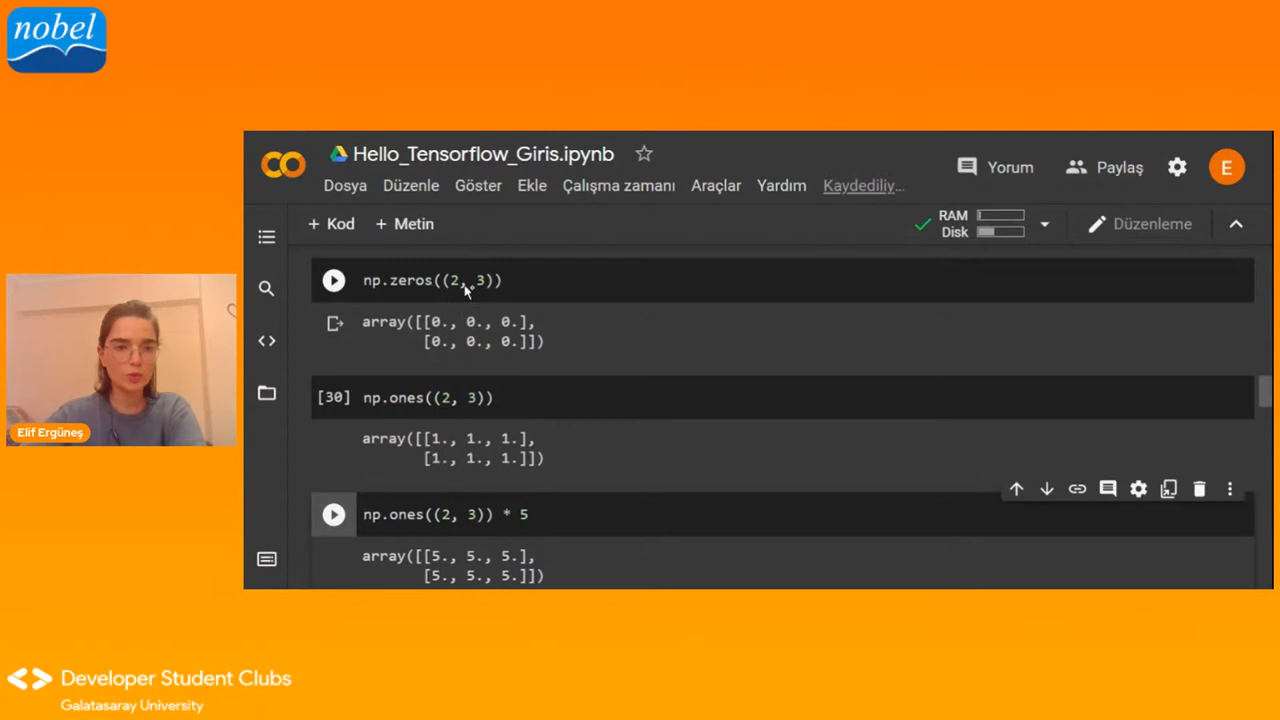 nobel
Hello_Tensorflow_Giris.ipynb
Yorum
Paylaş
E
Dosya Düzenle Göster Ekle Çalışma zamanı Araçlar Yardım Kaydediliy...
+ Kod + Metin
RAM
Disk
Düzenleme
np.zeros((2, 3))
array([[0., 0., 0.],
[0., 0., 0.]])
[30] np.ones((2, 3))
array([[1., 1., 1.],
[1., 1., 1.]])
np.ones((2, 3)) * 5
array([[5., 5., 5.],
[5., 5., 5.]])
Elif Ergüneş
Developer Student Clubs
Galatasaray University